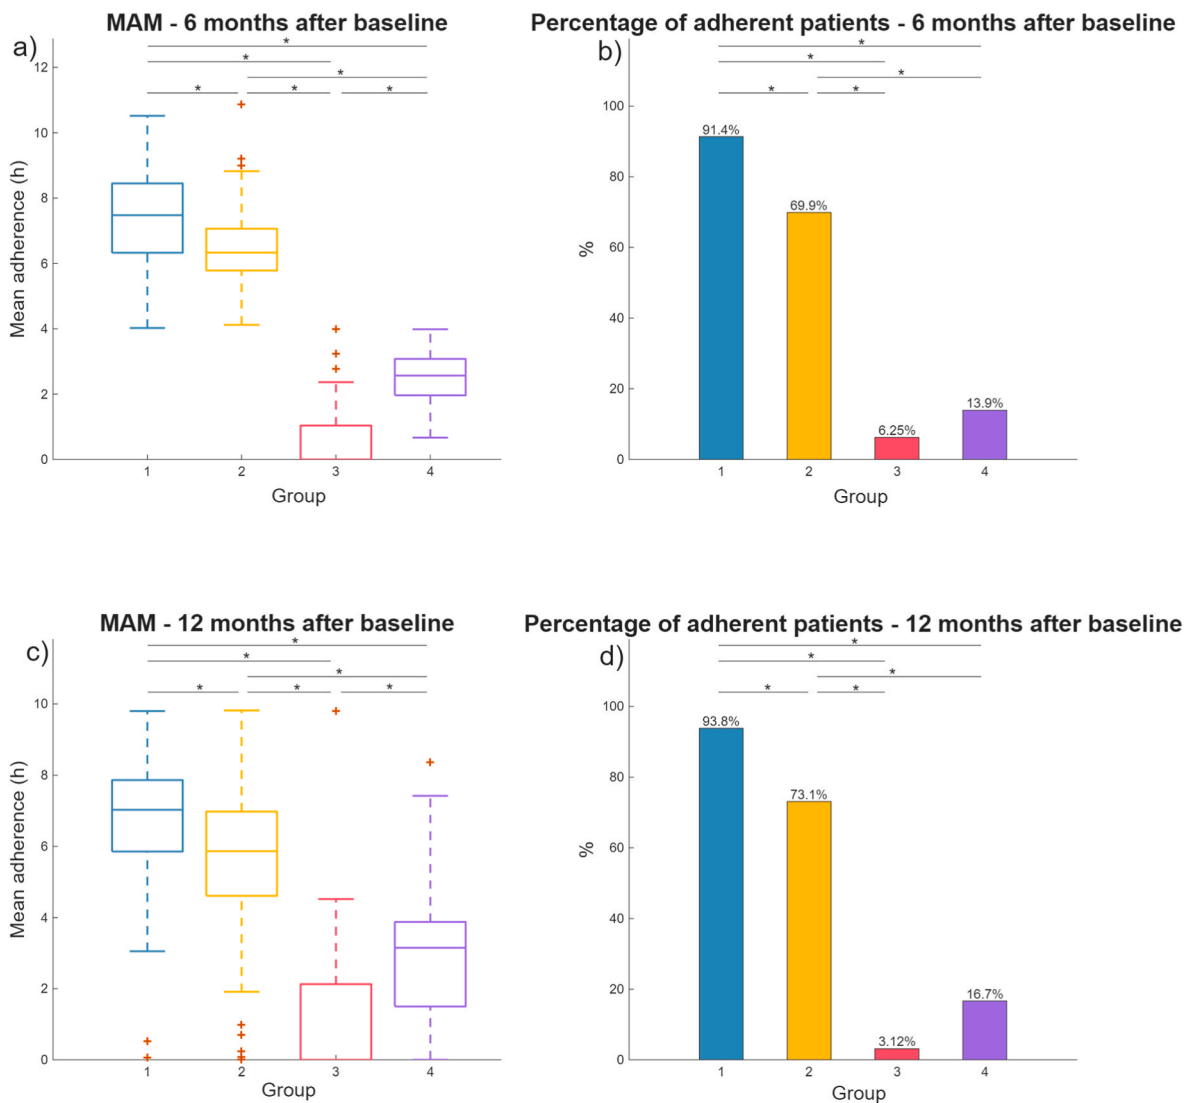 MAM - 6 months after baseline
a)
*
*
*
* * *
Mean adherence (h)
12
10
8
6
4
2
0
1 2 3 4
Group
Percentage of adherent patients - 6 months after baseline
b)
*
*
*
* *
%
100
80
60
40
20
0
91.4%
69.9%
6.25%
13.9%
1 2 3 4
Group
MAM - 12 months after baseline
c)
*
*
*
* * *
Mean adherence (h)
10
8
6
4
2
0
1 2 3 4
Group
Percentage of adherent patients - 12 months after baseline
d)
*
*
*
* *
%
100
80
60
40
20
0
93.8%
73.1%
3.12%
16.7%
1 2 3 4
Group